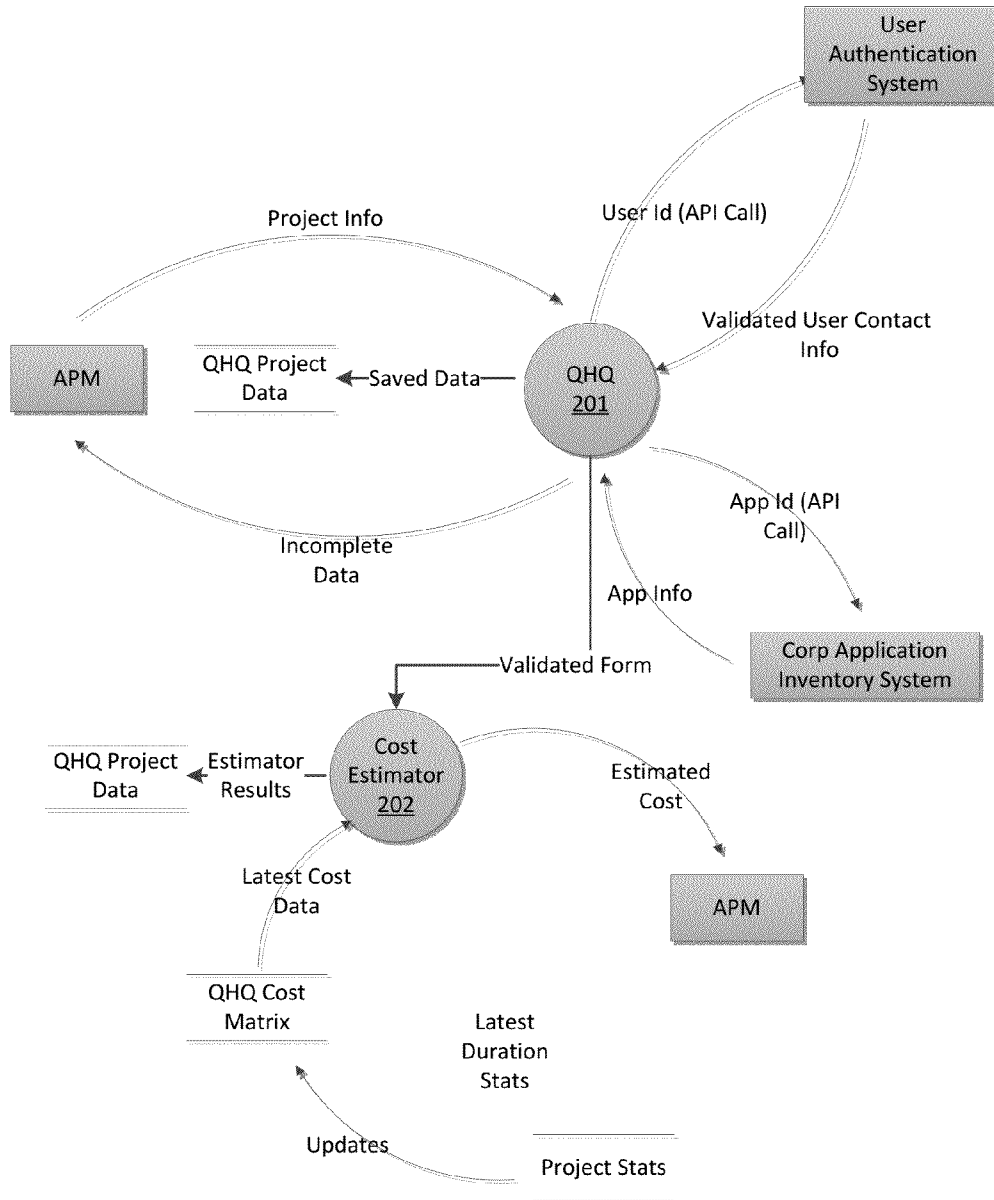 User
Authentication
System
Project Info
User Id (API Call)
Validated User Contact
Info
APM
QHQ Project
Data
Saved Data
QHQ
201
App Id (API
Call)
Incomplete
Data
App Info
Corp Application
Inventory System
Validated Form
Cost
Estimator
202
QHQ Project
Data
Estimator
Results
Estimated
Cost
Latest Cost
Data
APM
QHQ Cost
Matrix
Latest
Duration
Stats
Updates
Project Stats